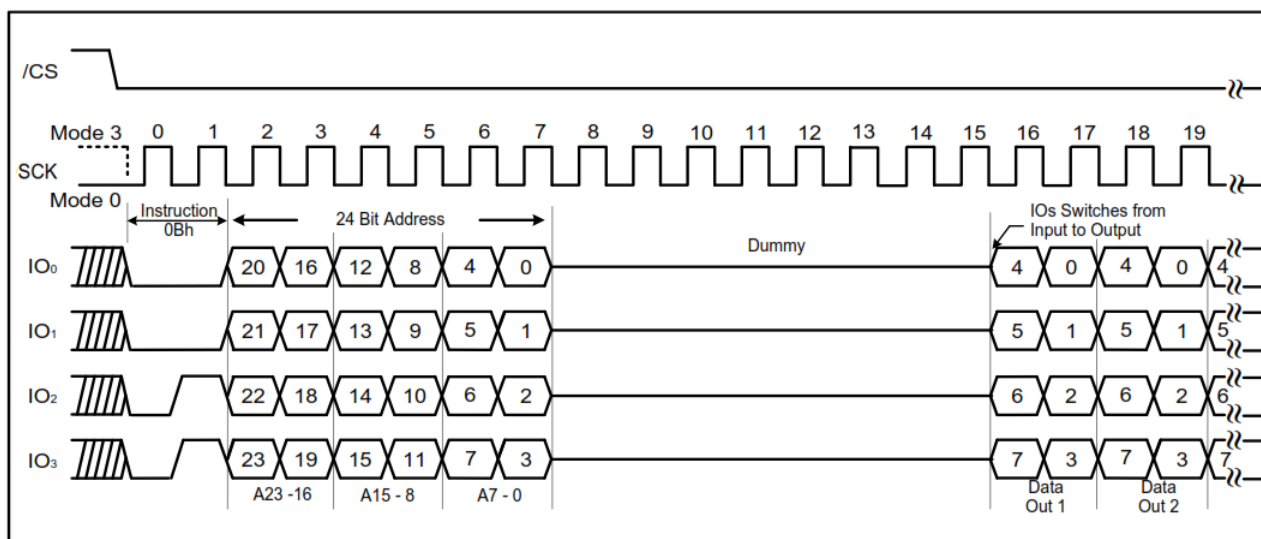 /CS
Mode 3 0 1 2 3 4 5 6 7 8 9 10 11 12 13 14 15 16 17 18 19
SCK
Mode 0
Instruction
0Bh
24 Bit Address
IOs Switches from
Input to Output
Dummy
IO0 20 16 12 8 4 0 4 0 4 0 4
IO1 21 17 13 9 5 1 5 1 5 1 5
IO2 22 18 14 10 6 2 6 2 6 2 6
IO3 23 19 15 11 7 3 7 3 7 3 7
A23 -16 A15 - 8 A7 - 0
Data
Out 1
Data
Out 2